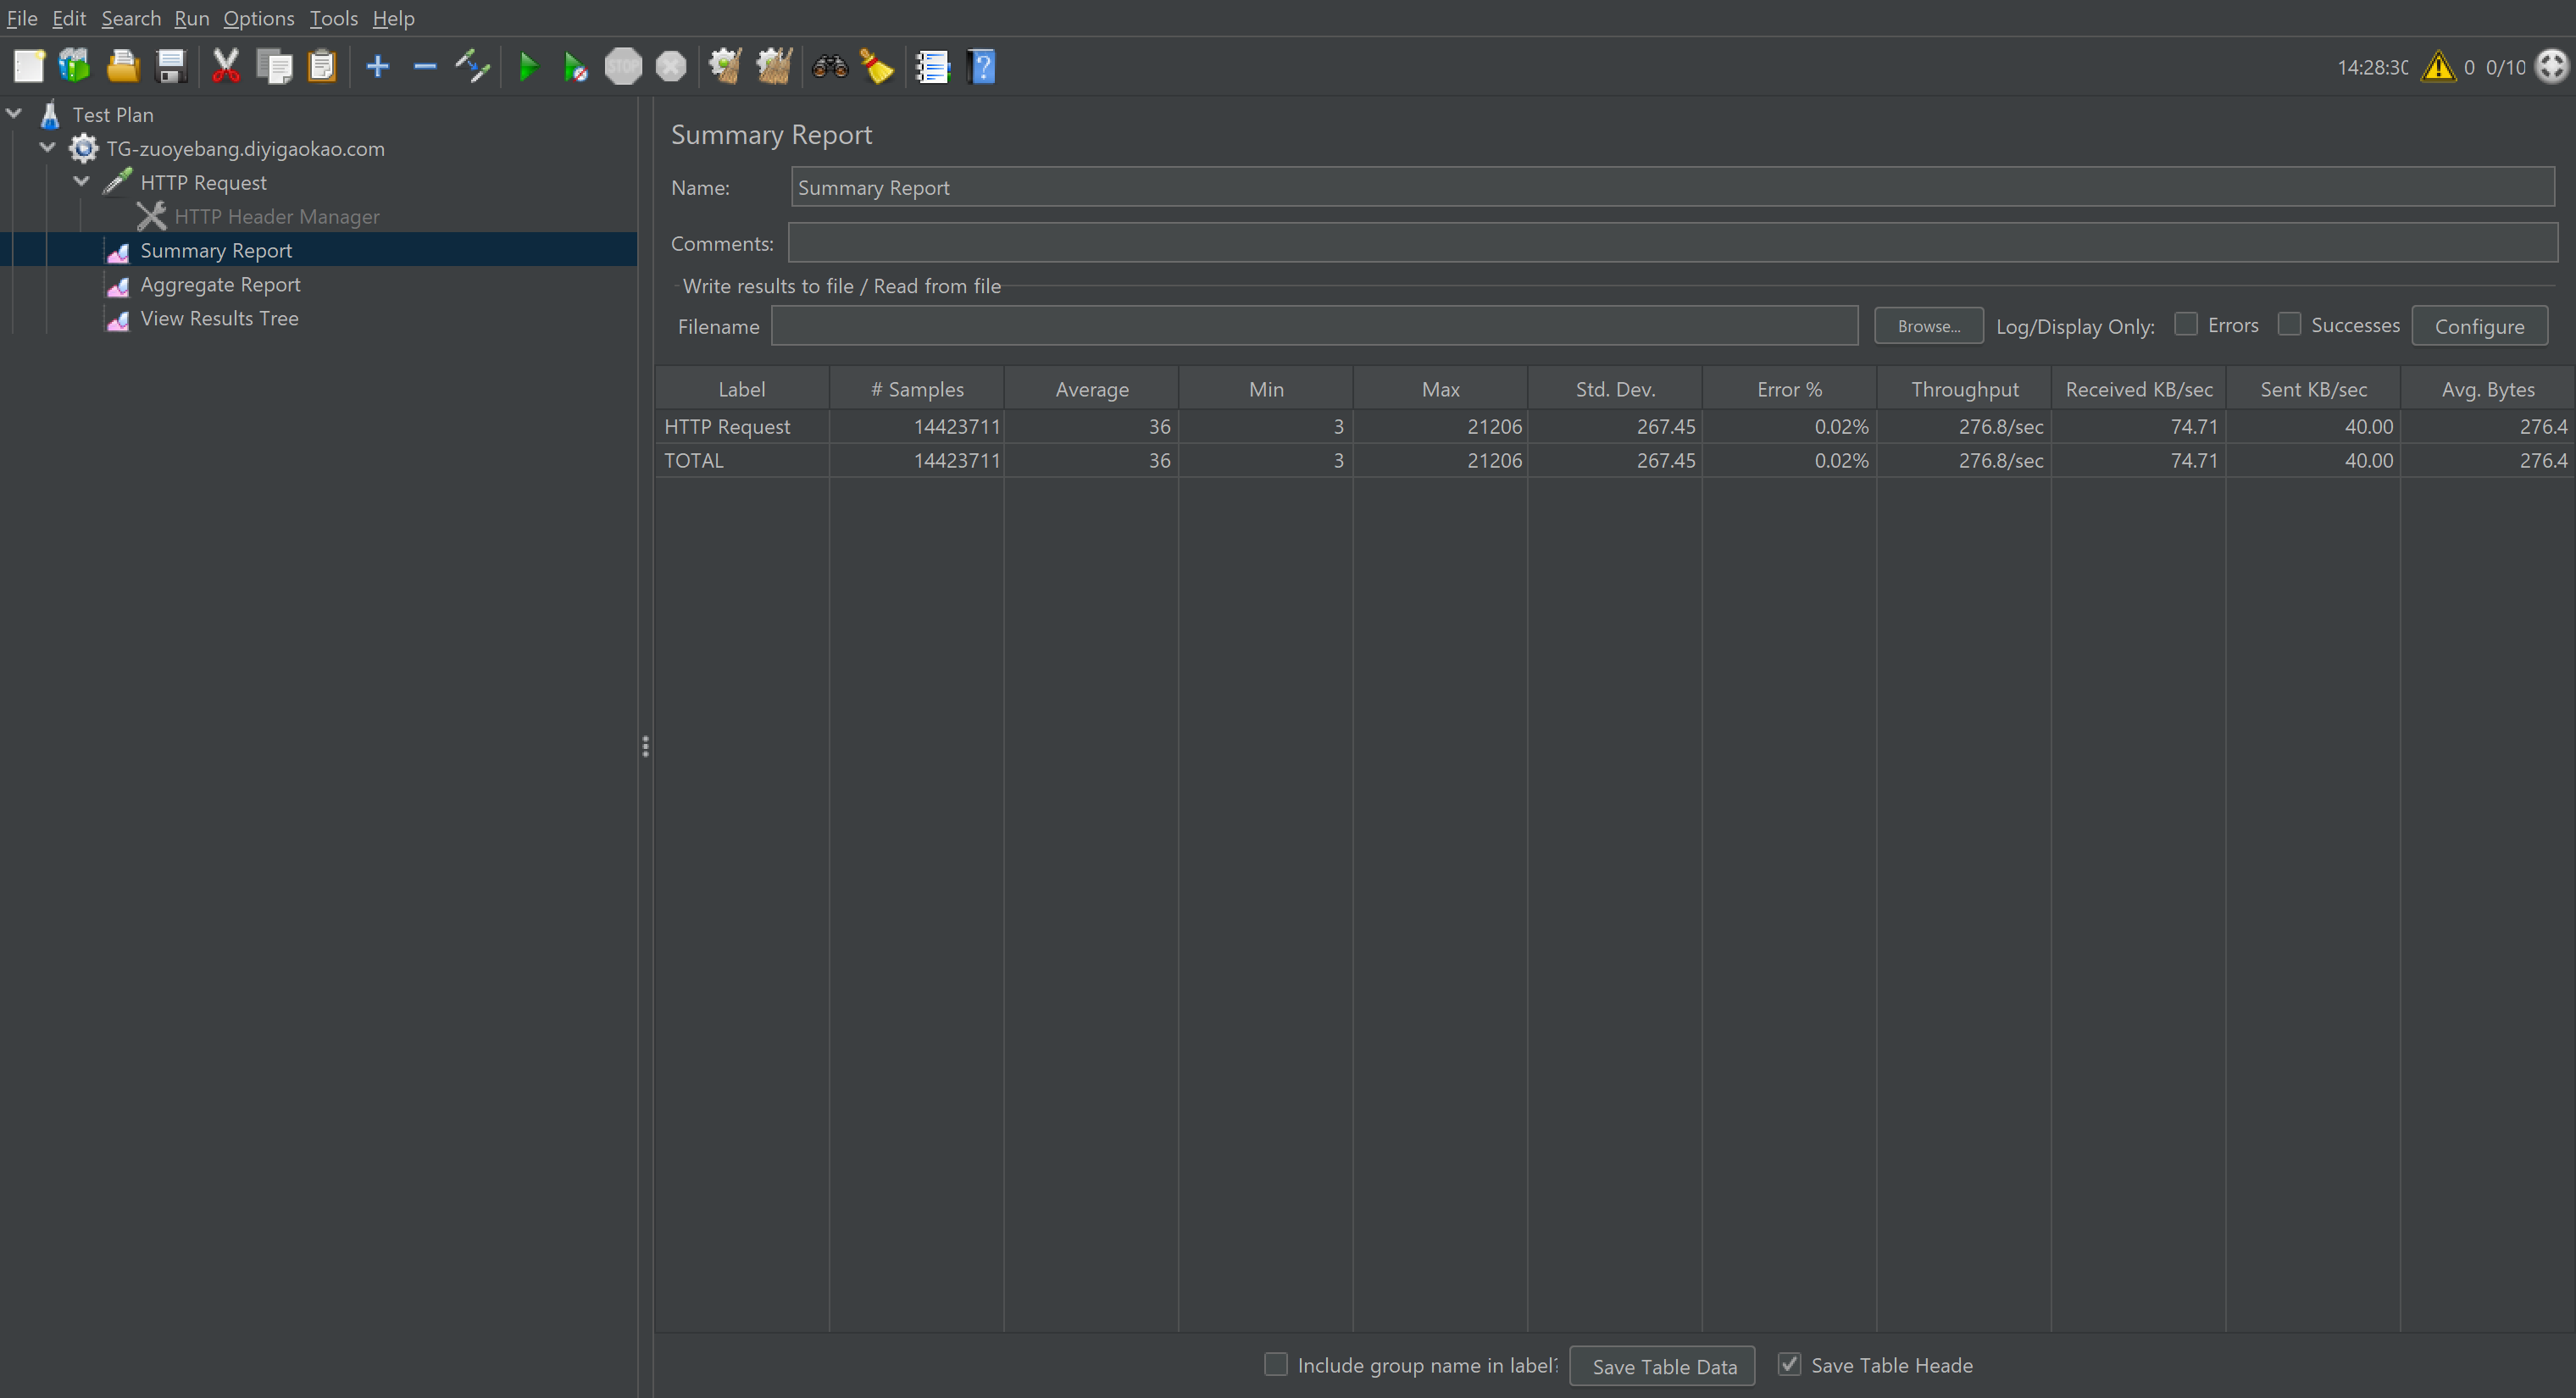 File Edit Search Run Options Tools Help
STOP
14:28:30 0 0/10
Test Plan
TG-zuoyebang.diyigaokao.com
HTTP Request
HTTP Header Manager
Summary Report
Aggregate Report
View Results Tree
Summary Report
Name: Summary Report
Comments:
Write results to file / Read from file
Filename Browse... Log/Display Only: Errors Successes Configure
Label # Samples Average Min Max Std. Dev. Error % Throughput Received KB/sec Sent KB/sec Avg. Bytes
HTTP Request 14423711 36 3 21206 267.45 0.02% 276.8/sec 74.71 40.00 276.4
TOTAL 14423711 36 3 21206 267.45 0.02% 276.8/sec 74.71 40.00 276.4
Include group name in label? Save Table Data Save Table Heade